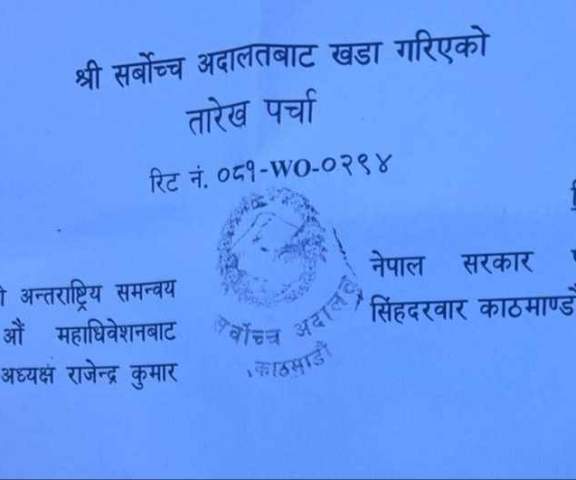 श्री सर्बोच्च अदालतबाट खडा गरिएको
तारेख पर्चा
रिट नं. ०८१-WO-०२९४
अन्तराष्ट्रिय समन्वय
औं महाधिवेशनबाट
अध्यक्ष राजेन्द्र कुमार
नेपाल सरकार
सिंहदरवार काठमाण्डौ
सर्वोच्च अदालत
काठमाडौं